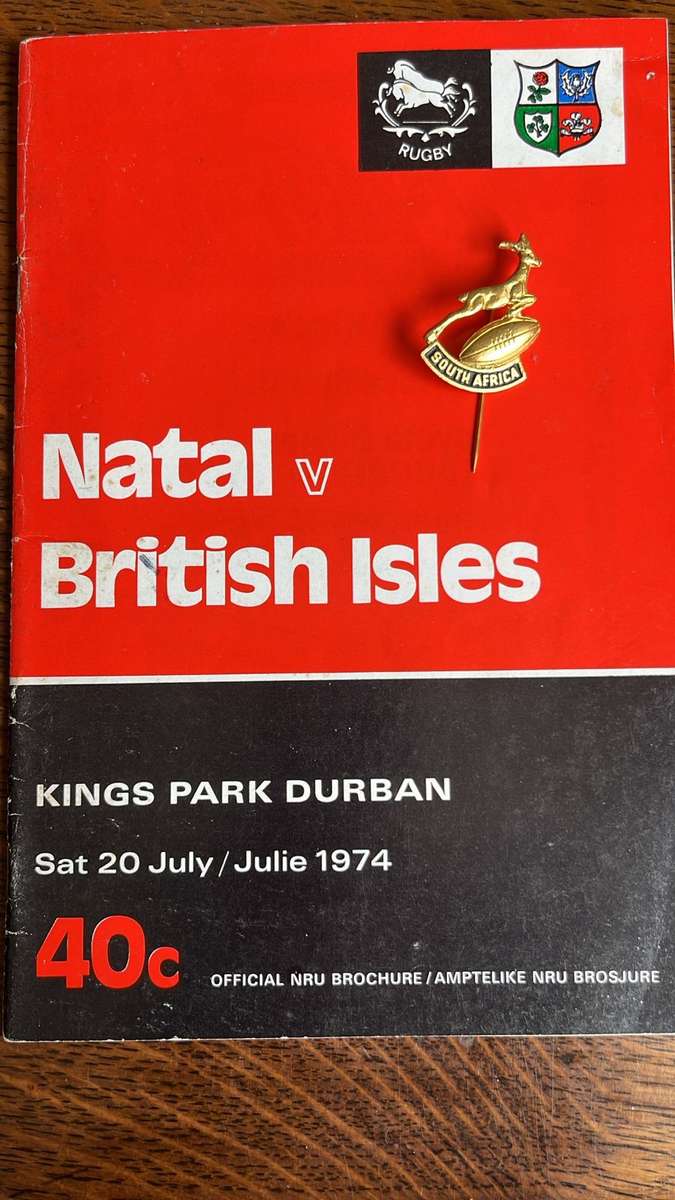 RUGBY
SOUTH AFRICA
Natal v
British Isles
KINGS PARK DURBAN
Sat 20 July / Julie 1974
40c
OFFICIAL NRU BROCHURE / AMPTELIKE NRU BROSJURE